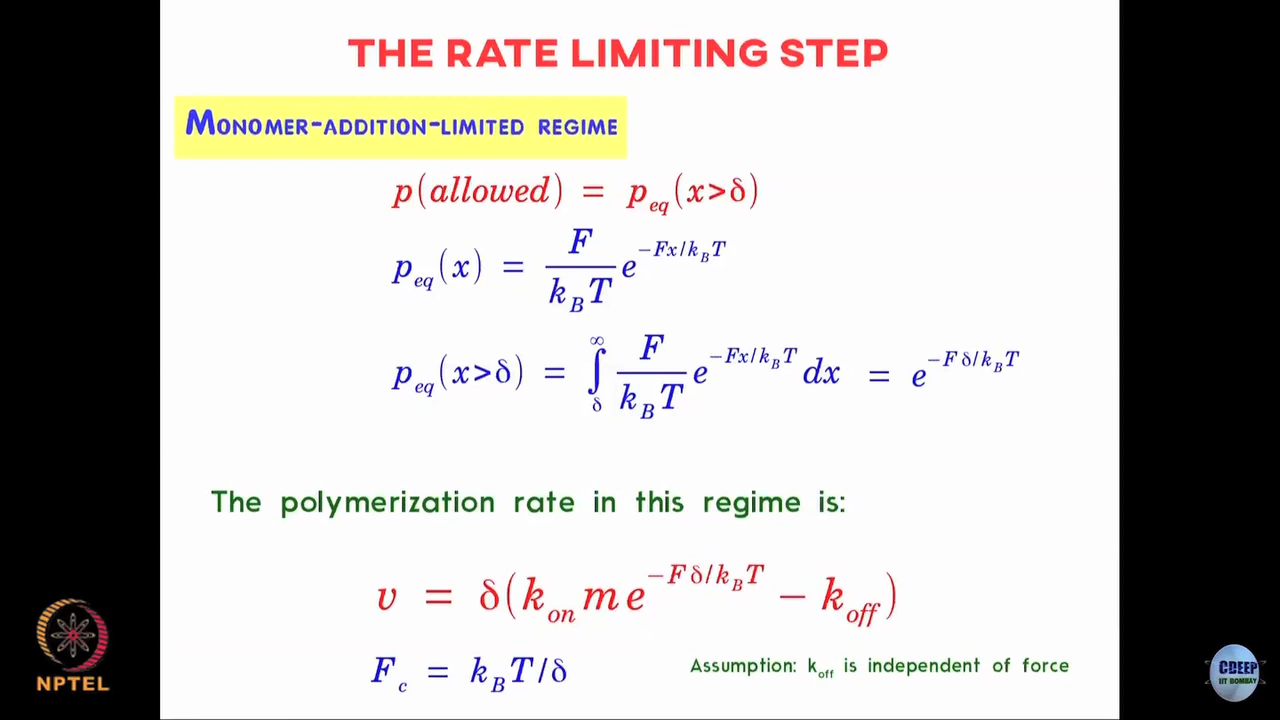 THE RATE LIMITING STEP
MONOMER-ADDITION-LIMITED REGIME
p(allowed) = p_eq(x>δ)
p_eq(x) = F/k_BT e^(−Fx/k_BT)
p_eq(x>δ) = ∫_δ^∞ F/k_BT e^(−Fx/k_BT) dx = e^(−Fδ/k_BT)
The polymerization rate in this regime is:
v = δ(k_on m e^(−Fδ/k_BT) − k_off)
F_c = k_BT/δ
Assumption: k_off is independent of force
NPTEL
CDEEP
IIT BOMBAY